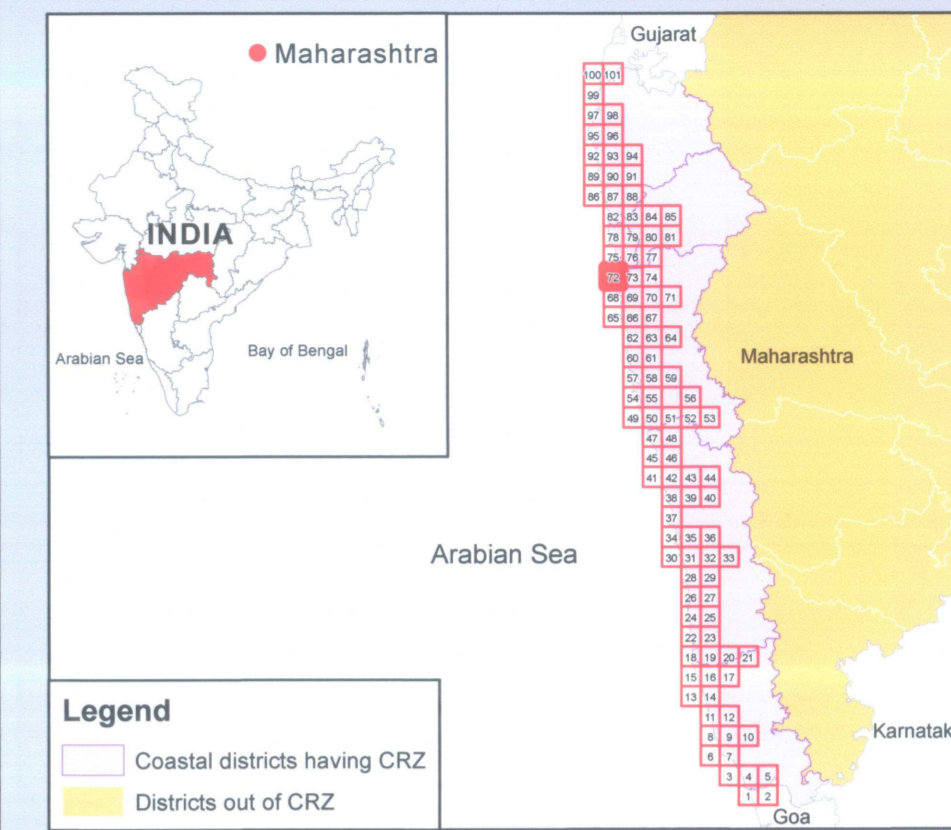 Maharashtra
INDIA
Arabian Sea
Bay of Bengal
Gujarat
100 101
99
97 98
95 96
92 93 94
89 90 91
86 87 88
82 83 84 85
78 79 80 81
75 76 77
72 73 74
68 69 70 71
65 66 67
62 63 64
60 61
Maharashtra
57 58 59
54 55 56
49 50 51 52 53
47 48
45 46
41 42 43 44
38 39 40
37
34 35 36
Arabian Sea
30 31 32 33
28 29
26 27
24 25
22 23
18 19 20 21
15 16 17
13 14
11 12
8 9 10
Karnatak
6 7
3 4 5
1 2
Goa
Legend
Coastal districts having CRZ
Districts out of CRZ